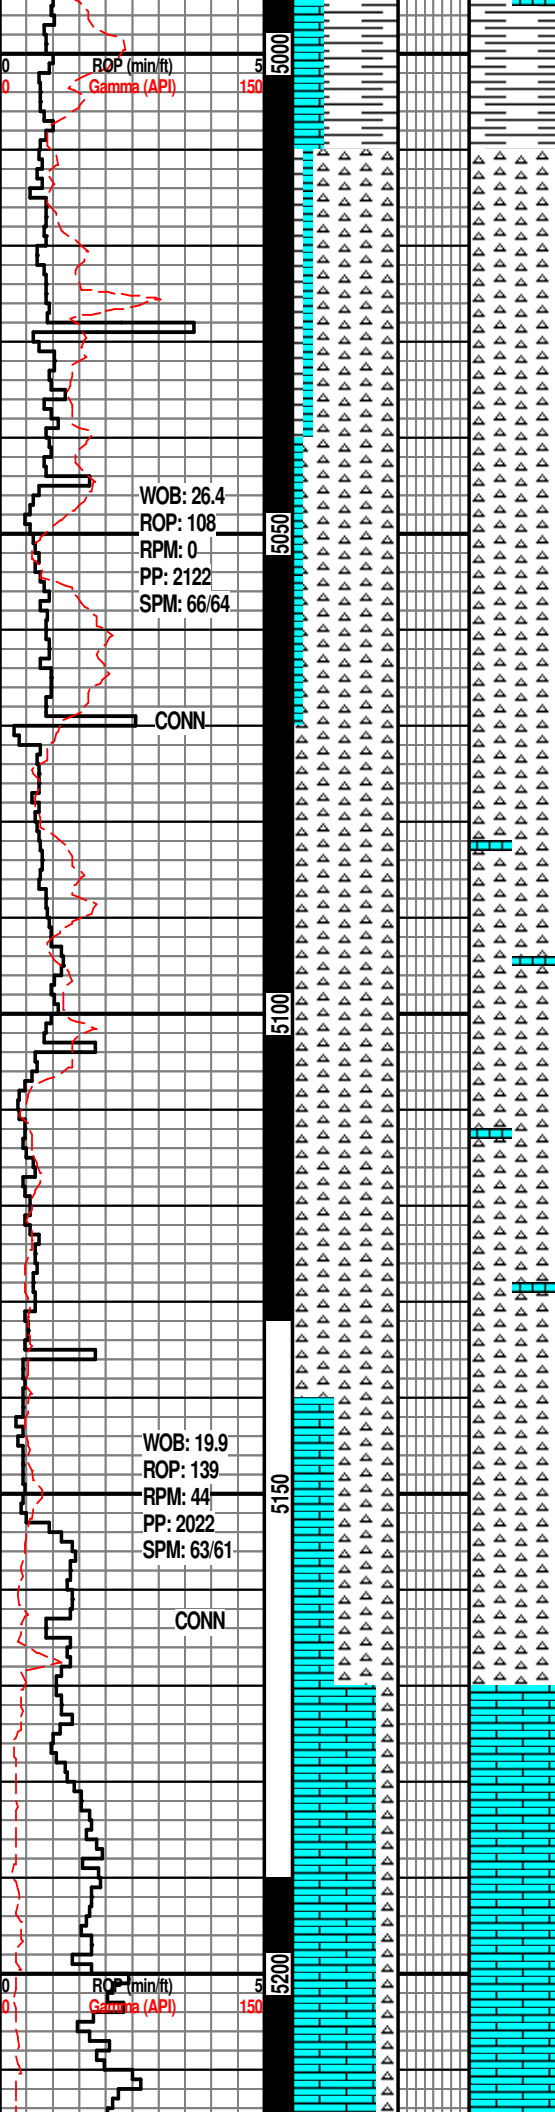 5000
0 ROP (min/ft) 5
0 Gamma (API) 150
WOB: 26.4
ROP: 108
RPM: 0
PP: 2122
SPM: 66/64
5050
CONN
5100
WOB: 19.9
ROP: 139
RPM: 44
PP: 2022
SPM: 63/61
5150
CONN
5200
0 ROP (min/ft) 5
0 Gamma (API) 150